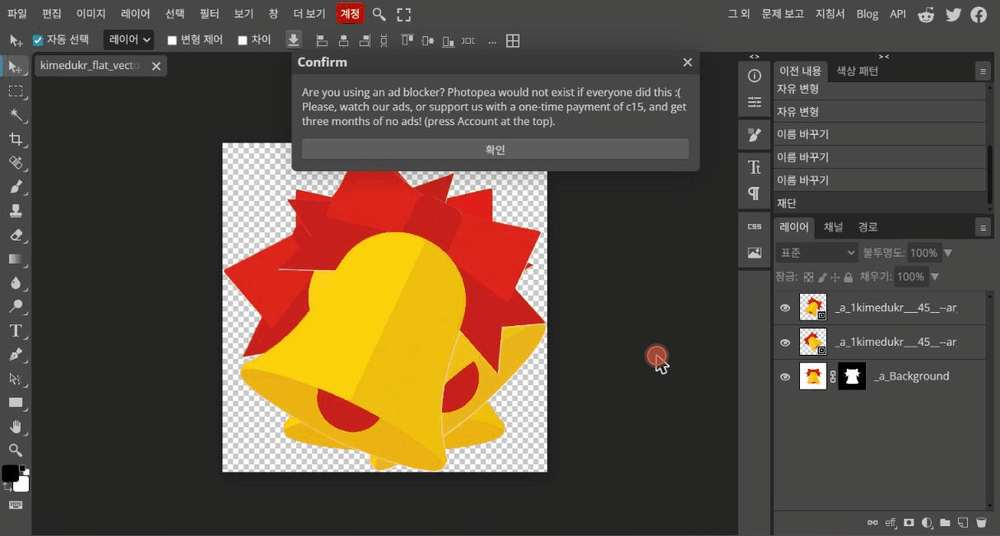 파일 편집 이미지 레이어 선택 필터 보기 창 더 보기 계정 그 외 문제 보고 지침서 Blog API
자동 선택 레이어 변형 제어 차이
kimedukr_flat_vecto
Confirm
Are you using an ad blocker? Photopea would not exist if everyone did this :(
Please, watch our ads, or support us with a one-time payment of c15, and get
three months of no ads! (press Account at the top).
확인
이전 내용 색상 패턴
자유 변형
자유 변형
이름 바꾸기
이름 바꾸기
이름 바꾸기
재단
CSS
레이어 채널 경로
표준 불투명도: 100%
잠금: 채우기: 100%
_a_1kimedukr___45__--ar
_a_1kimedukr___45__--ar
_a_Background
eff